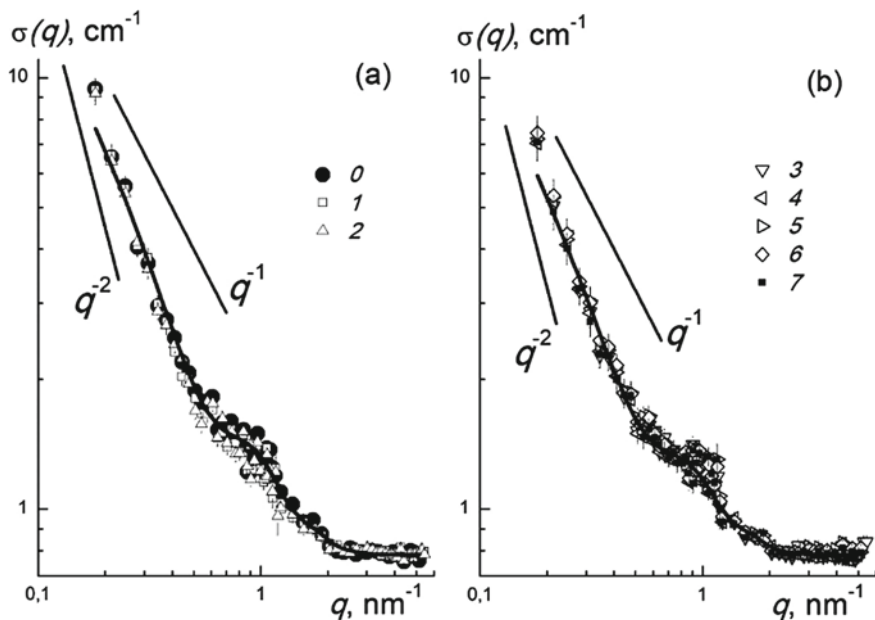 σ(q), cm⁻¹
(a)
10
0
1
2
q⁻²
q⁻¹
1
0,1
1
q, nm⁻¹
σ(q), cm⁻¹
(b)
10
3
4
5
6
7
q⁻²
q⁻¹
1
0,1
1
q, nm⁻¹